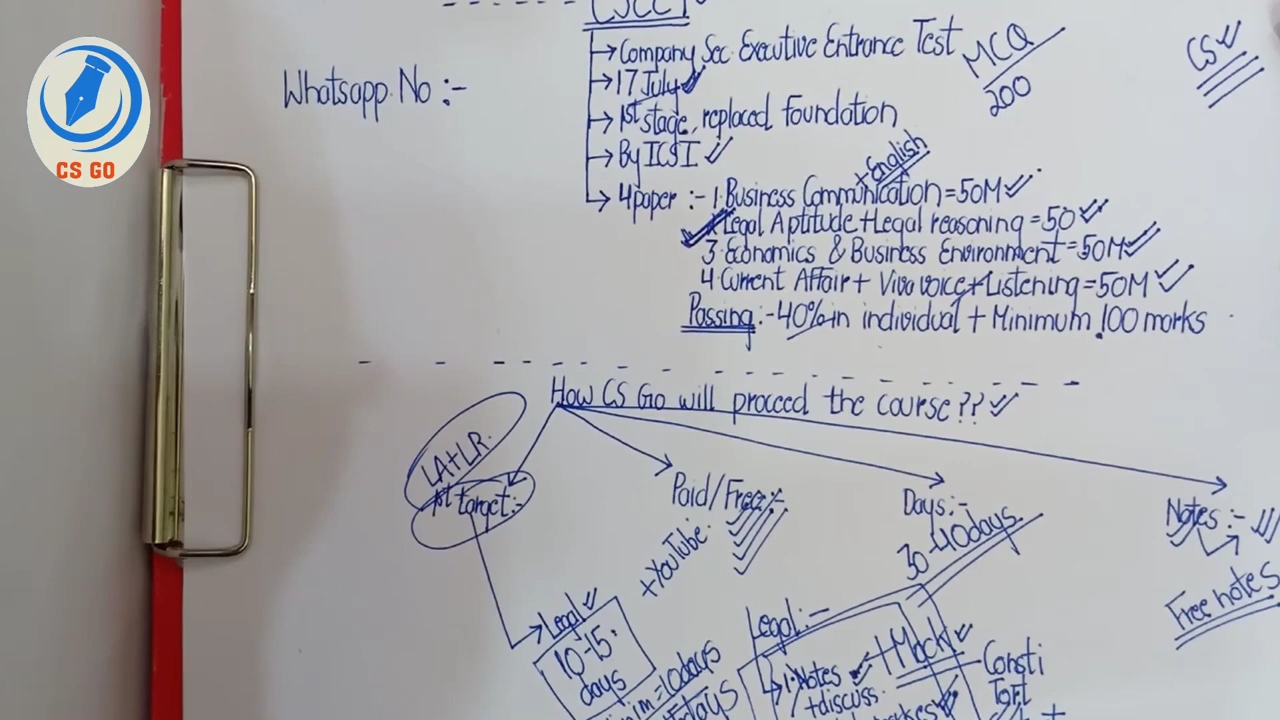 CS GO
Whatsapp No :-
Company Sec Executive Entrance Test
17 July
1st stage, replaced foundation
By ICSI
4 paper :- 1. Business Communication = 50M
+ English
Legal Aptitude + Legal reasoning = 50
3 Economics & Business Environment = 50M
4 Current Affair + Viva voice + Listening = 50M
Passing :- 40% in individual + Minimum 100 marks
MCQ
200
CS
How CS Go will proceed the course??
LA+LR.
1st target:-
Paid/Free:-
+YouTube
Days:-
30-40days
Notes:-
Free notes
Legal
10-15
days
=10days
days
Legal:-
1. Notes + Mock
+discuss
Consti
Tort
+